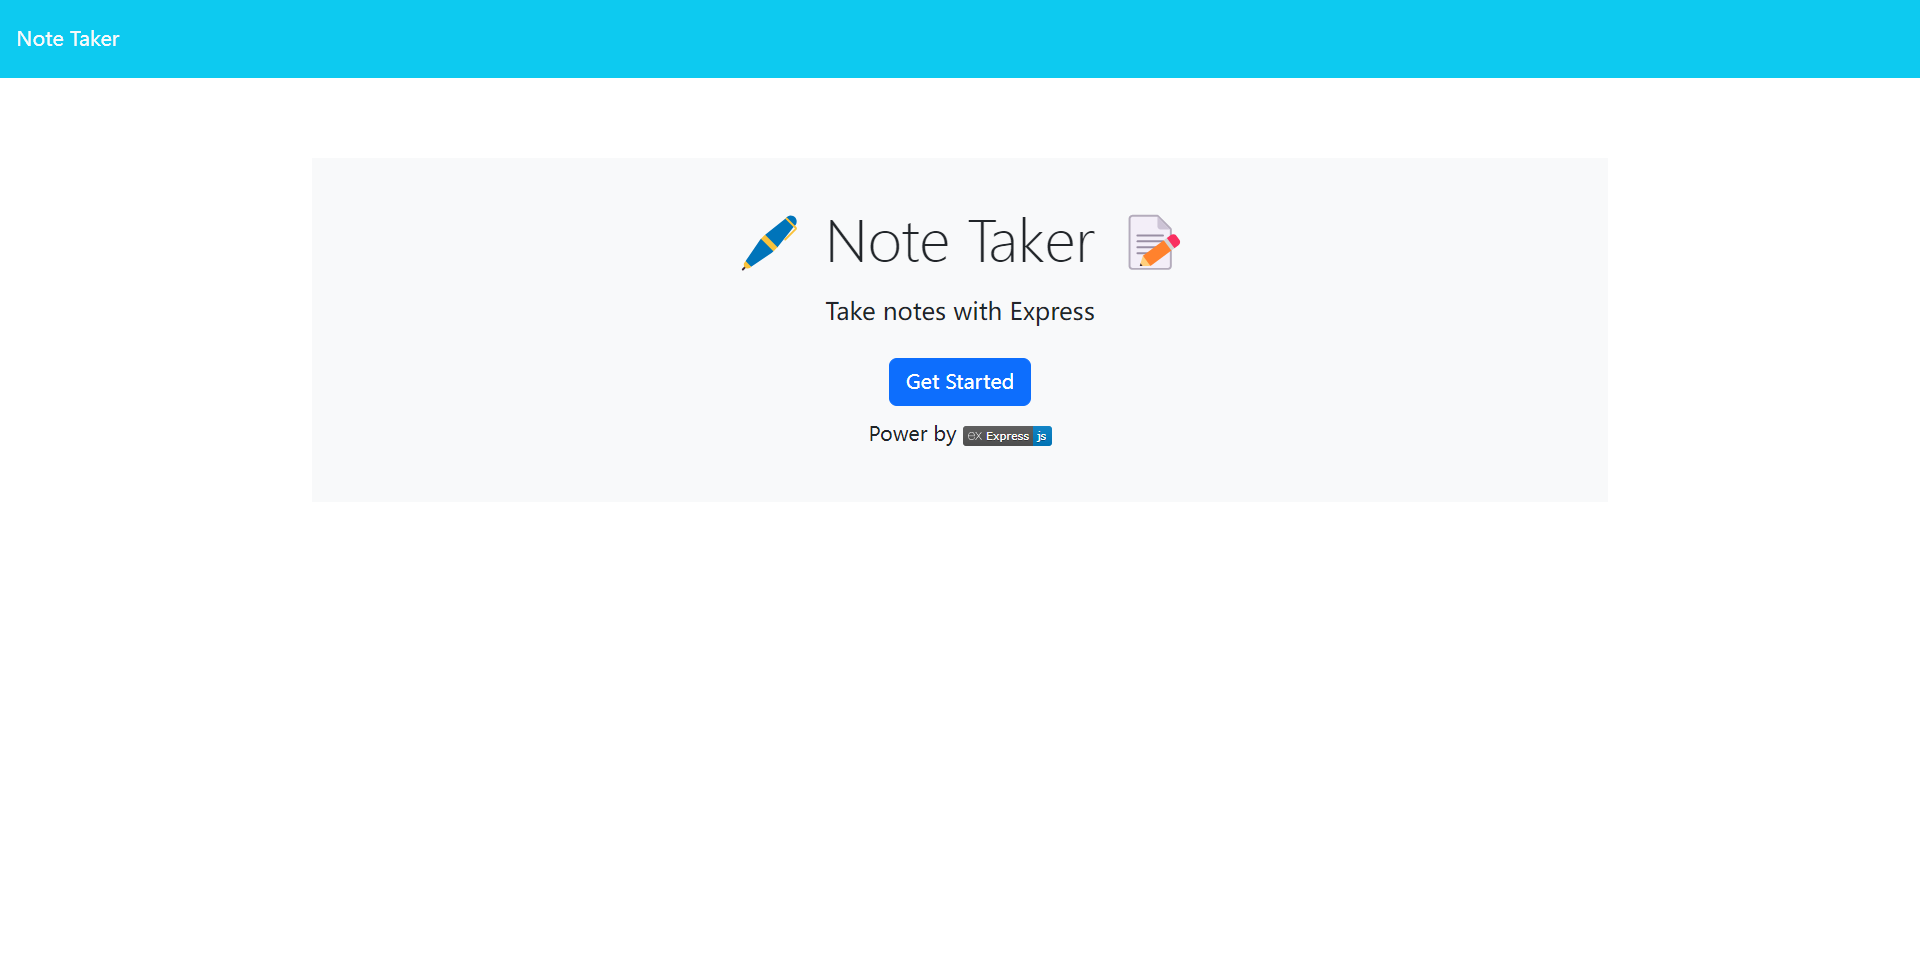 Note Taker
Note Taker
Take notes with Express
Get Started
Power by ex Express js